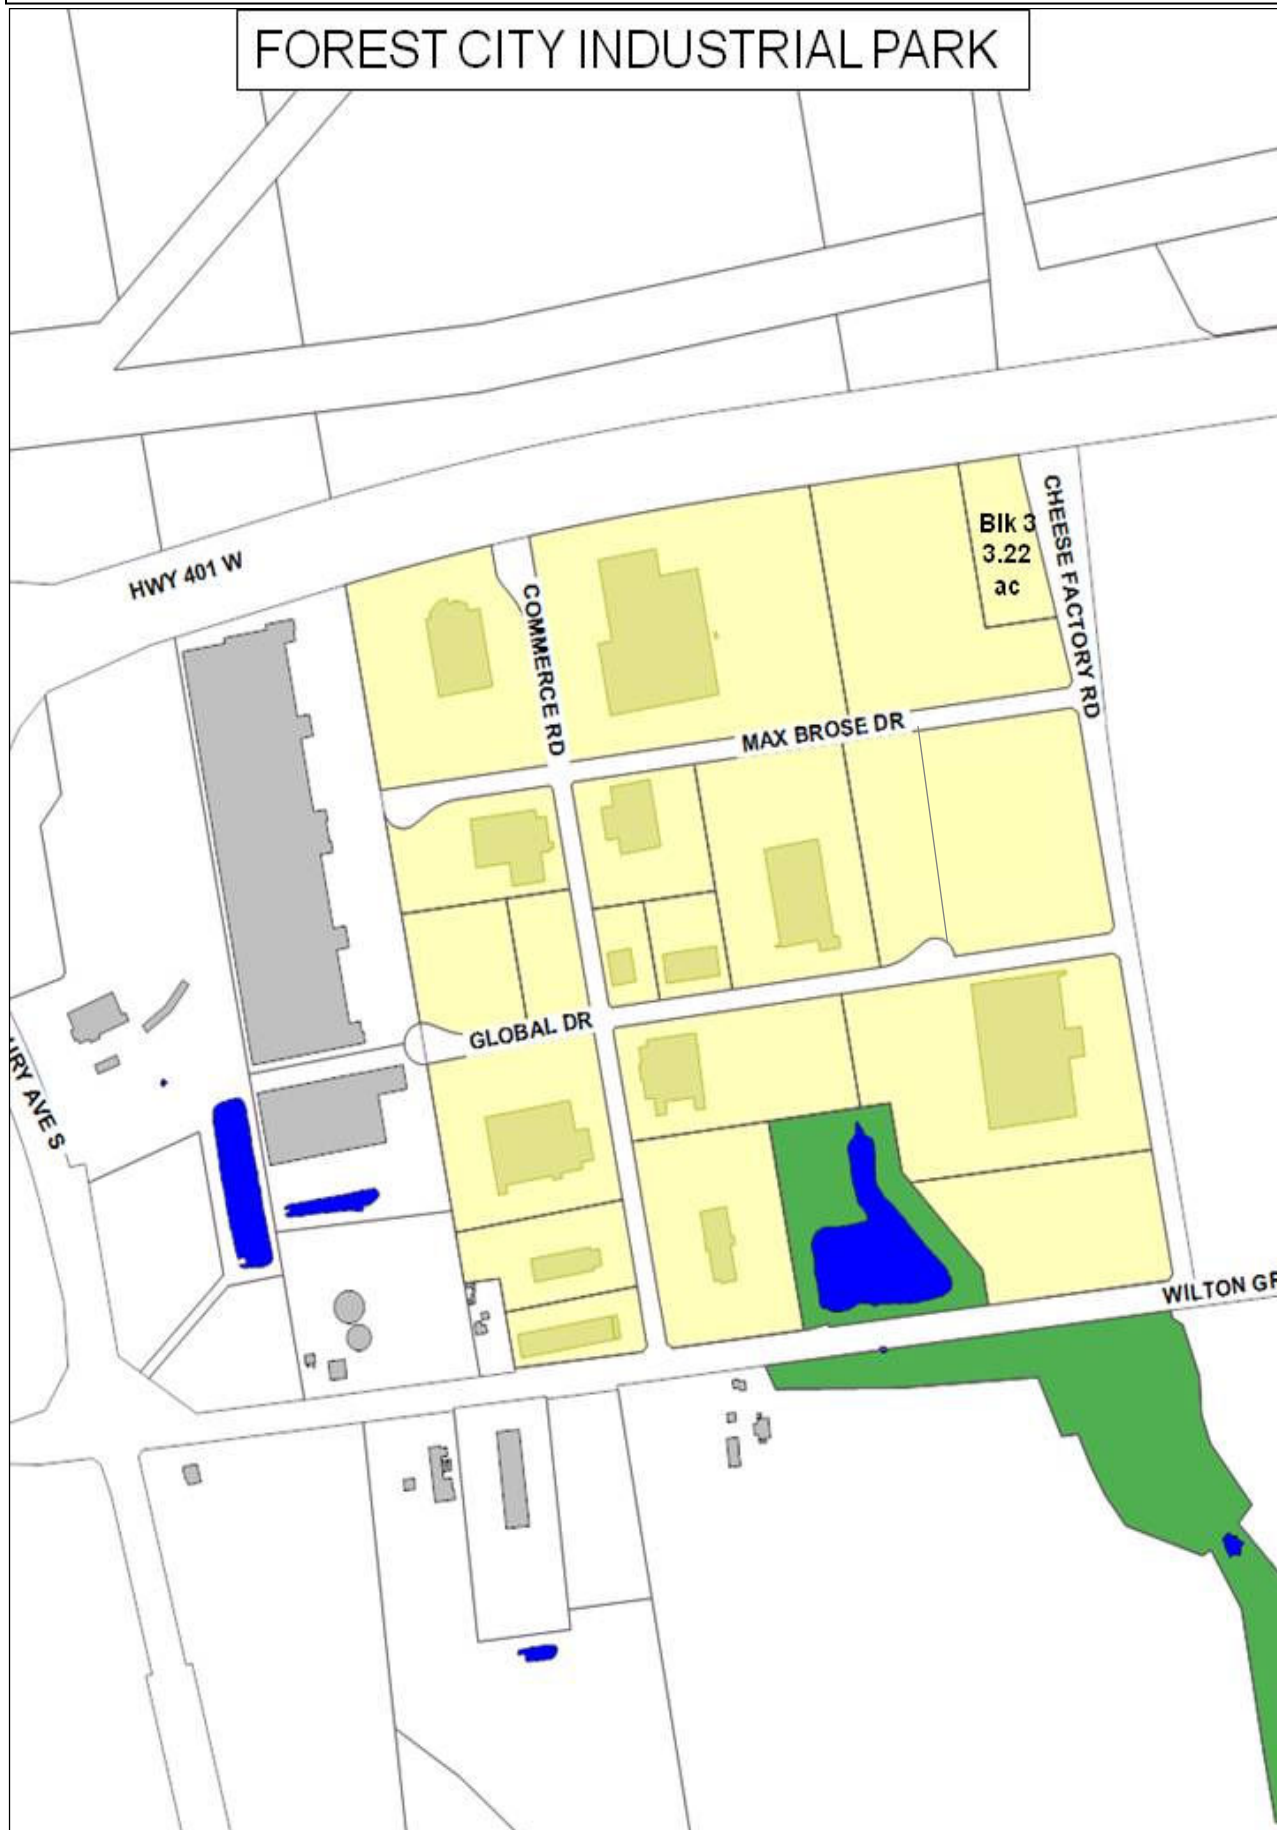 FOREST CITY INDUSTRIAL PARK
HWY 401 W
COMMERCE RD
Blk 3
3.22
ac
CHEESE FACTORY RD
MAX BROSE DR
GLOBAL DR
URY AVE S
WILTON GR